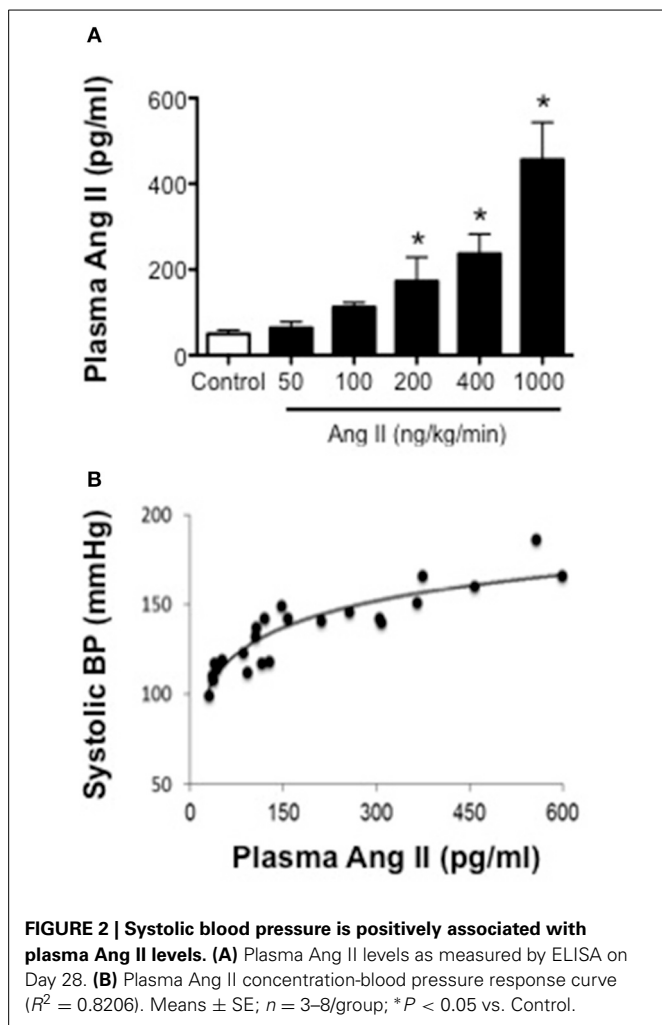 A
Plasma Ang II (pg/ml)
600
400
200
0
*
*
*
Control 50 100 200 400 1000
Ang II (ng/kg/min)
B
Systolic BP (mmHg)
200
150
100
50
0 150 300 450 600
Plasma Ang II (pg/ml)
FIGURE 2 | Systolic blood pressure is positively associated with
plasma Ang II levels. (A) Plasma Ang II levels as measured by ELISA on
Day 28. (B) Plasma Ang II concentration-blood pressure response curve
(R² = 0.8206). Means ± SE; n = 3–8/group; *P < 0.05 vs. Control.